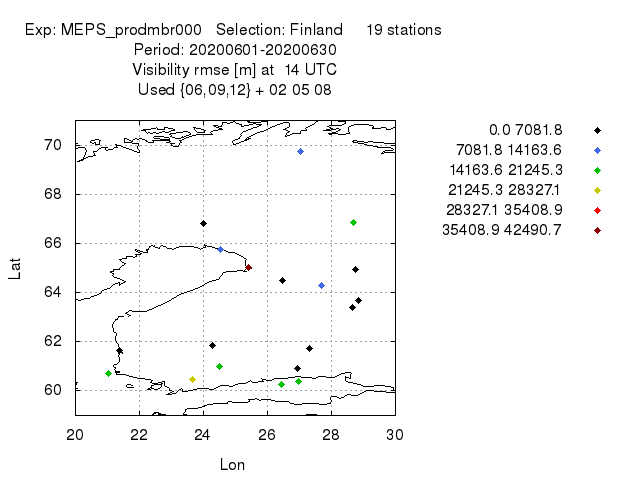 Exp: MEPS_prodmbr000 Selection: Finland 19 stations
Period: 20200601-20200630
Visibility rmse [m] at 14 UTC
Used {06,09,12} + 02 05 08
0.0 7081.8
7081.8 14163.6
14163.6 21245.3
21245.3 28327.1
28327.1 35408.9
35408.9 42490.7
70
68
66
64
62
60
Lat
20 22 24 26 28 30
Lon